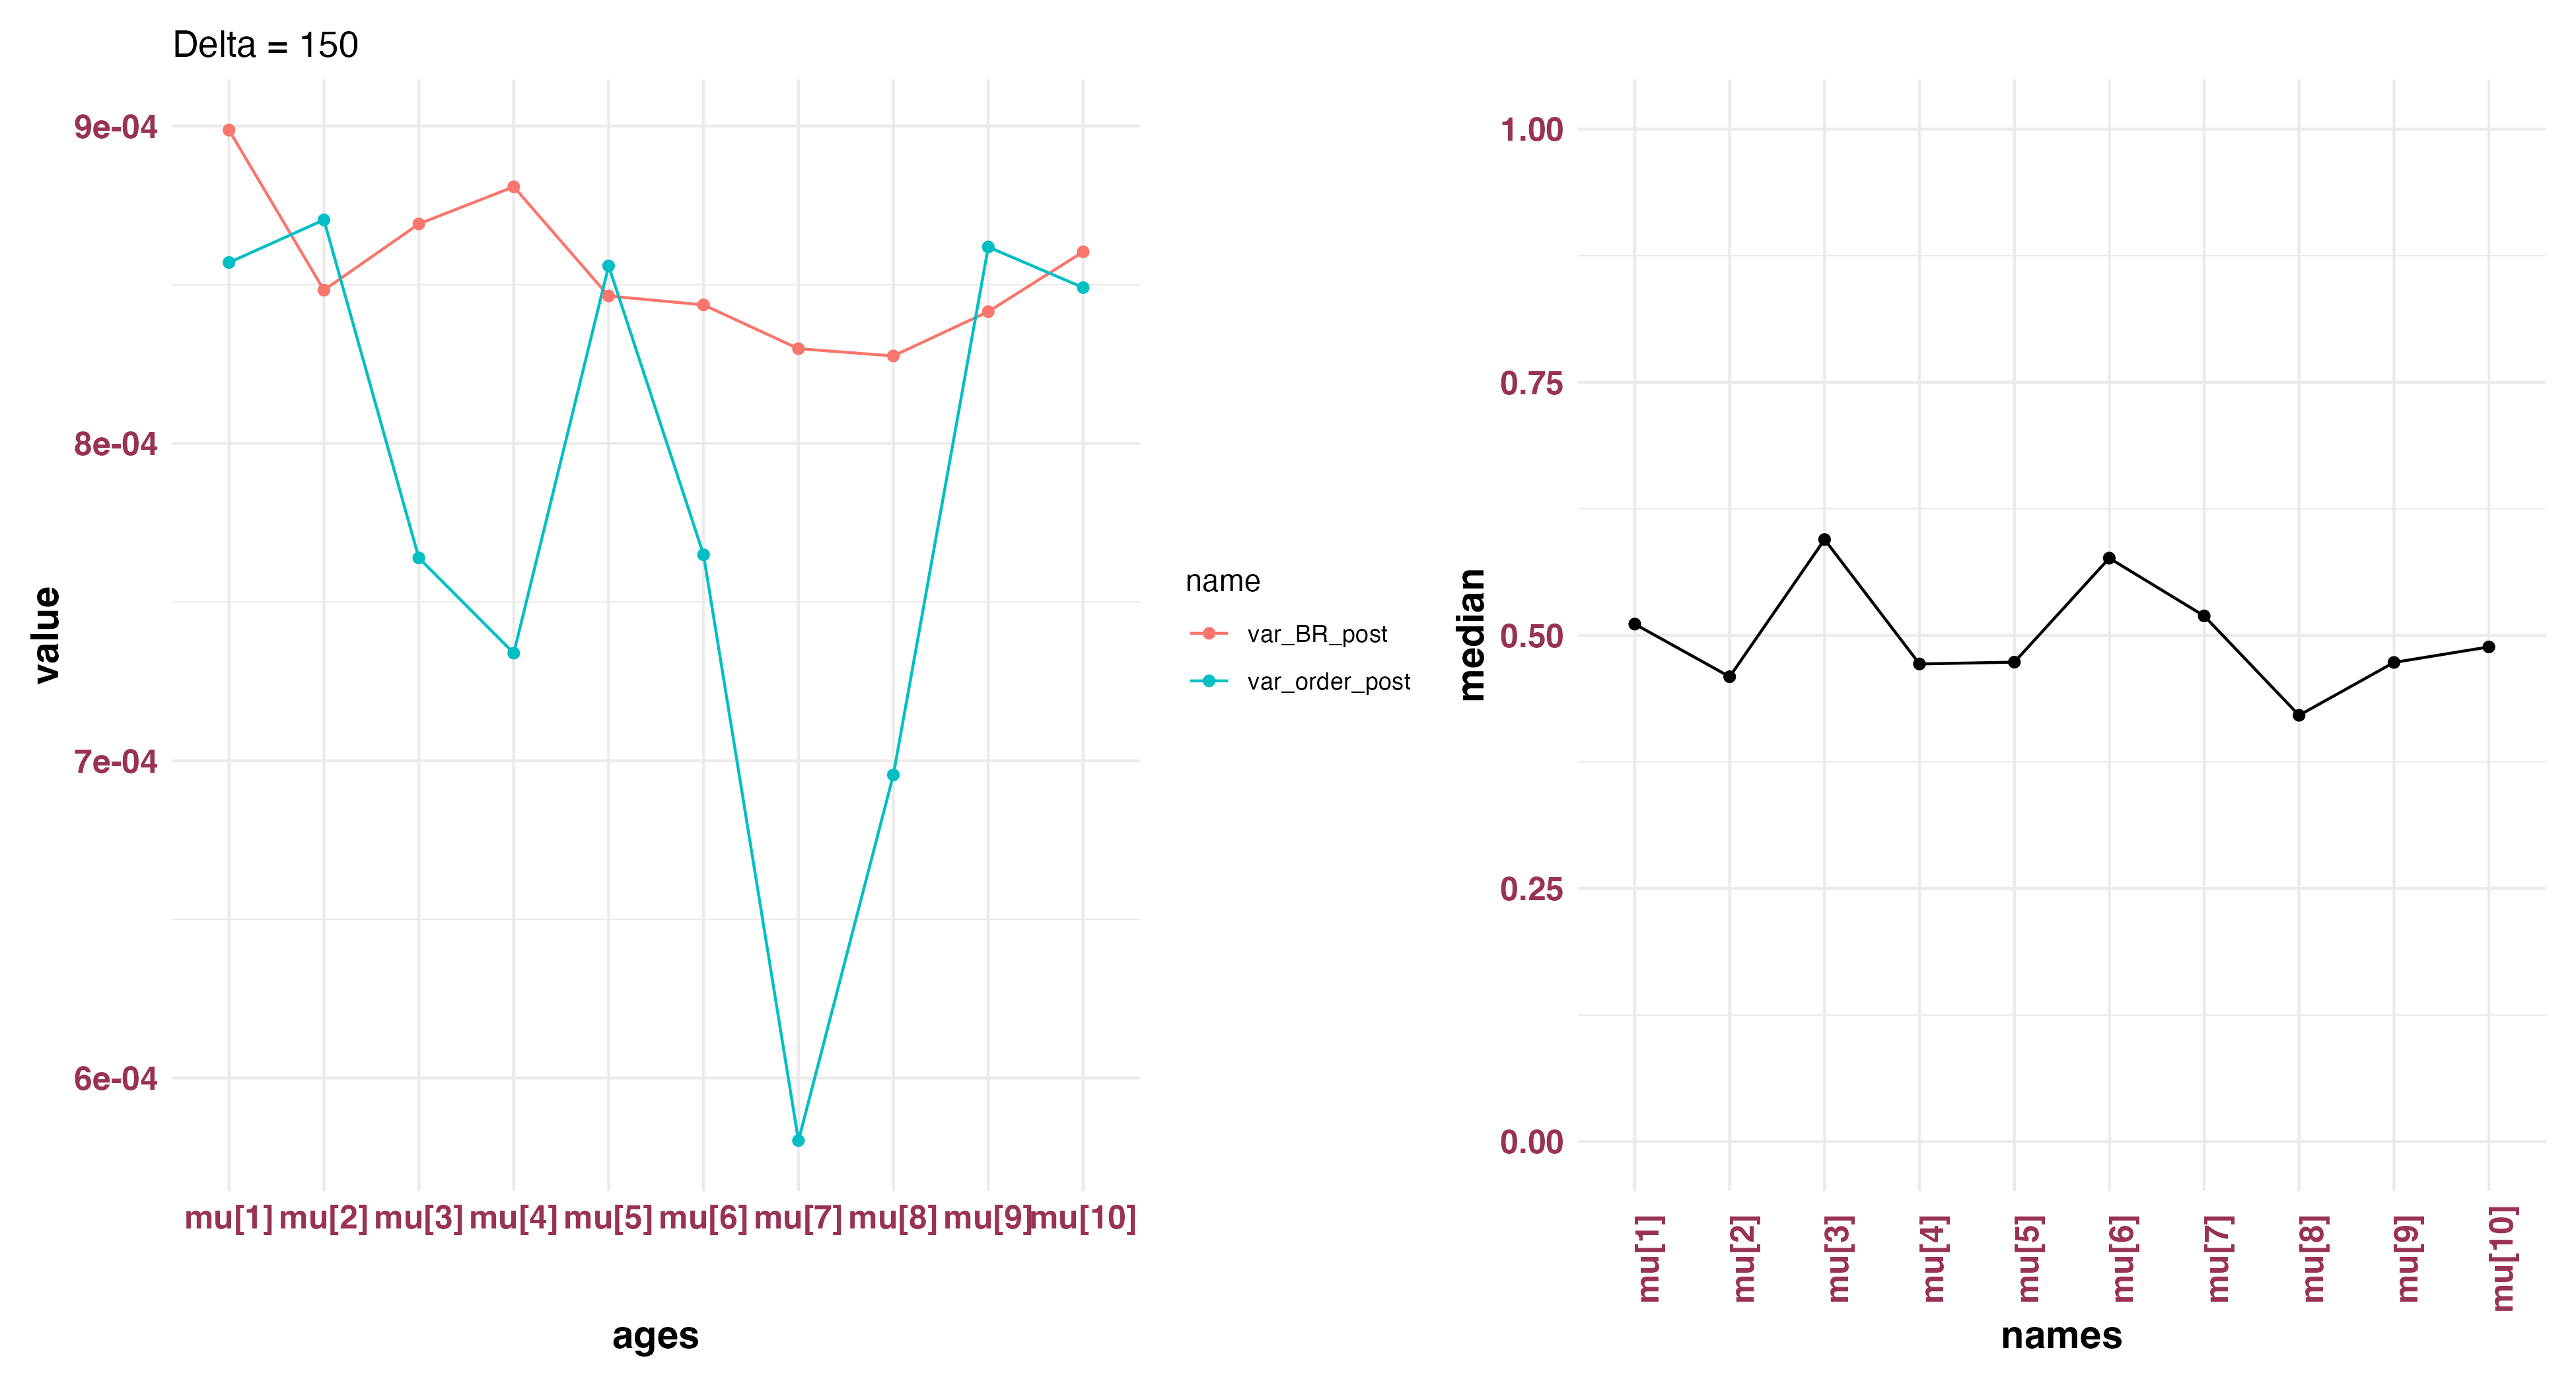 Delta = 150
9e-04
8e-04
7e-04
6e-04
value
mu[1] mu[2] mu[3] mu[4] mu[5] mu[6] mu[7] mu[8] mu[9] mu[10]
ages
name
var_BR_post
var_order_post
1.00
0.75
0.50
0.25
0.00
median
mu[1]
mu[2]
mu[3]
mu[4]
mu[5]
mu[6]
mu[7]
mu[8]
mu[9]
mu[10]
names